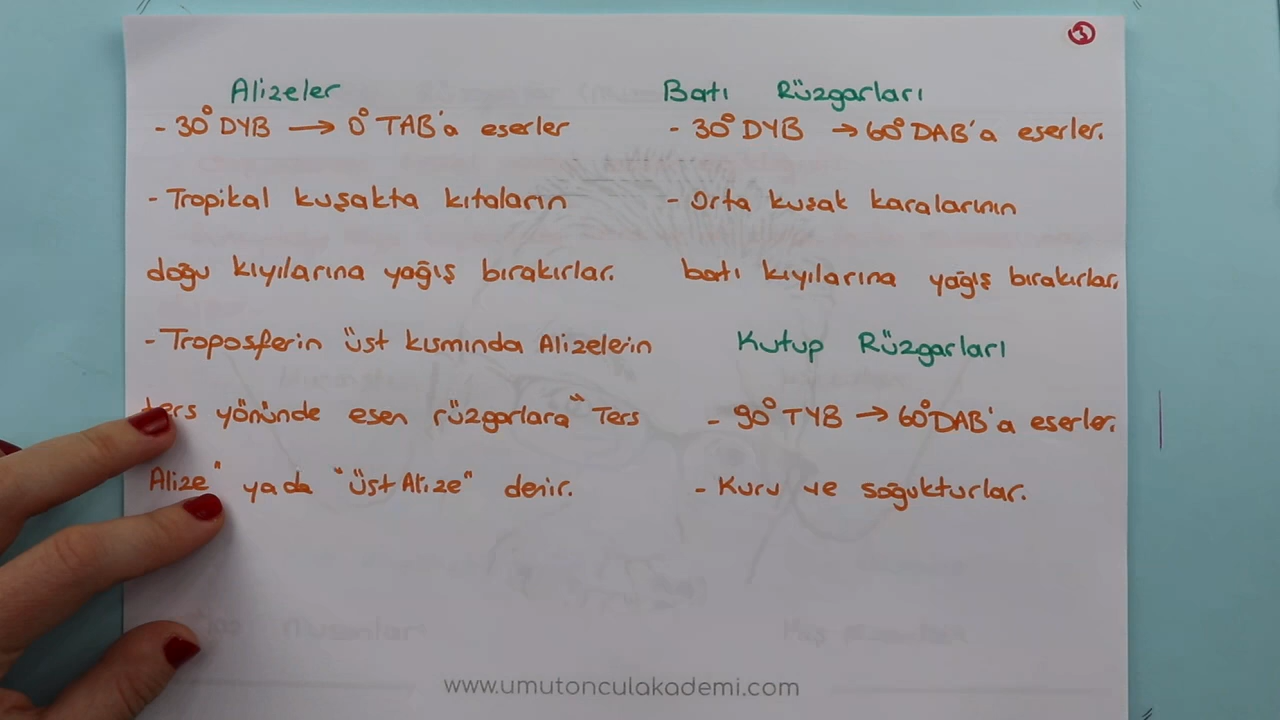 3
Alizeler
- 30° DYB → 0° TAB'a eserler
- Tropikal kuşakta kıtaların
doğu kıyılarına yağış bırakırlar.
- Troposferin üst kısmında Alizelerin
ters yönünde esen rüzgarlara "Ters
Alize" ya da "üst Alize" denir.
Batı Rüzgarları
- 30° DYB → 60° DAB'a eserler.
- Orta kuşak karalarının
batı kıyılarına yağış bırakırlar.
Kutup Rüzgarları
- 90° TYB → 60° DAB'a eserler.
- Kuru ve soğukturlar.
www.umutonculakademi.com